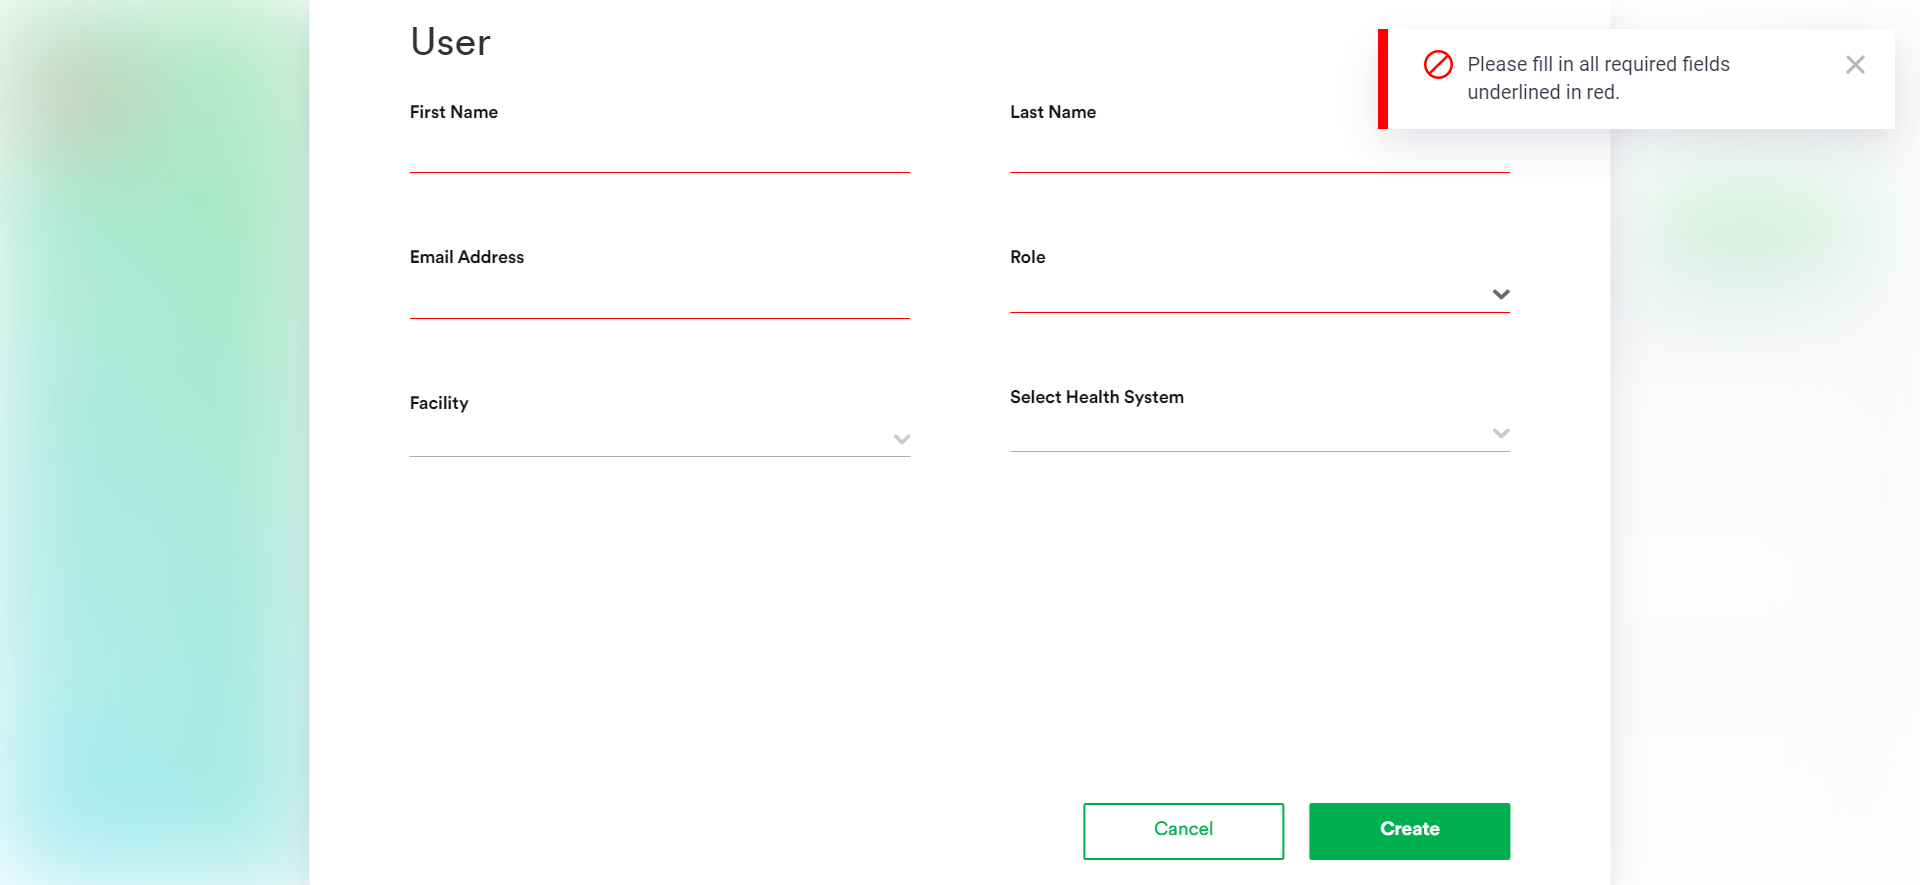 User
Please fill in all required fields
underlined in red.
First Name
Last Name
Email Address
Role
Facility
Select Health System
Cancel
Create